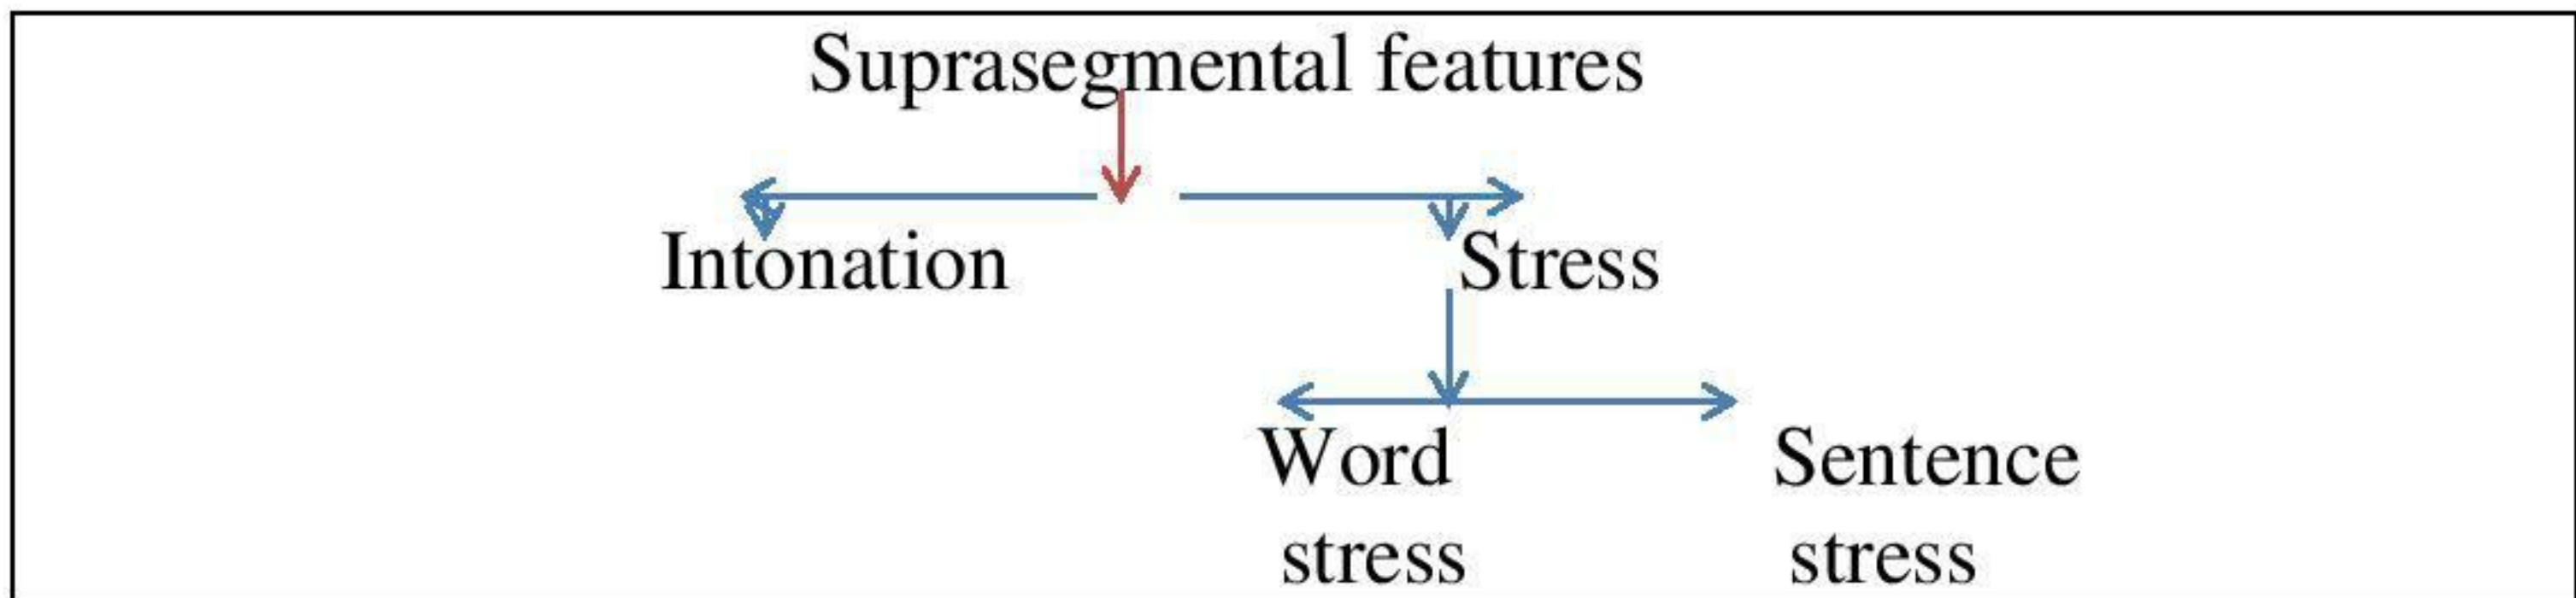 Suprasegmental features
Intonation
Stress
Word
stress
Sentence
stress